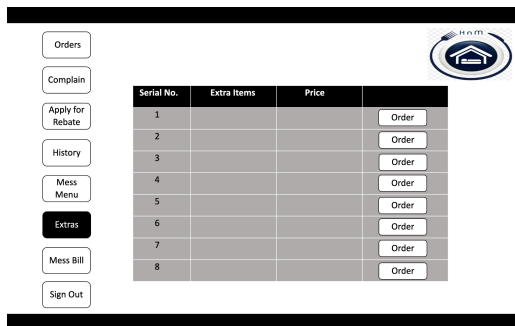 HAM
Orders
Complain
Apply for
Rebate
History
Mess
Menu
Extras
Mess Bill
Sign Out
Serial No. Extra Items Price
1 Order
2 Order
3 Order
4 Order
5 Order
6 Order
7 Order
8 Order